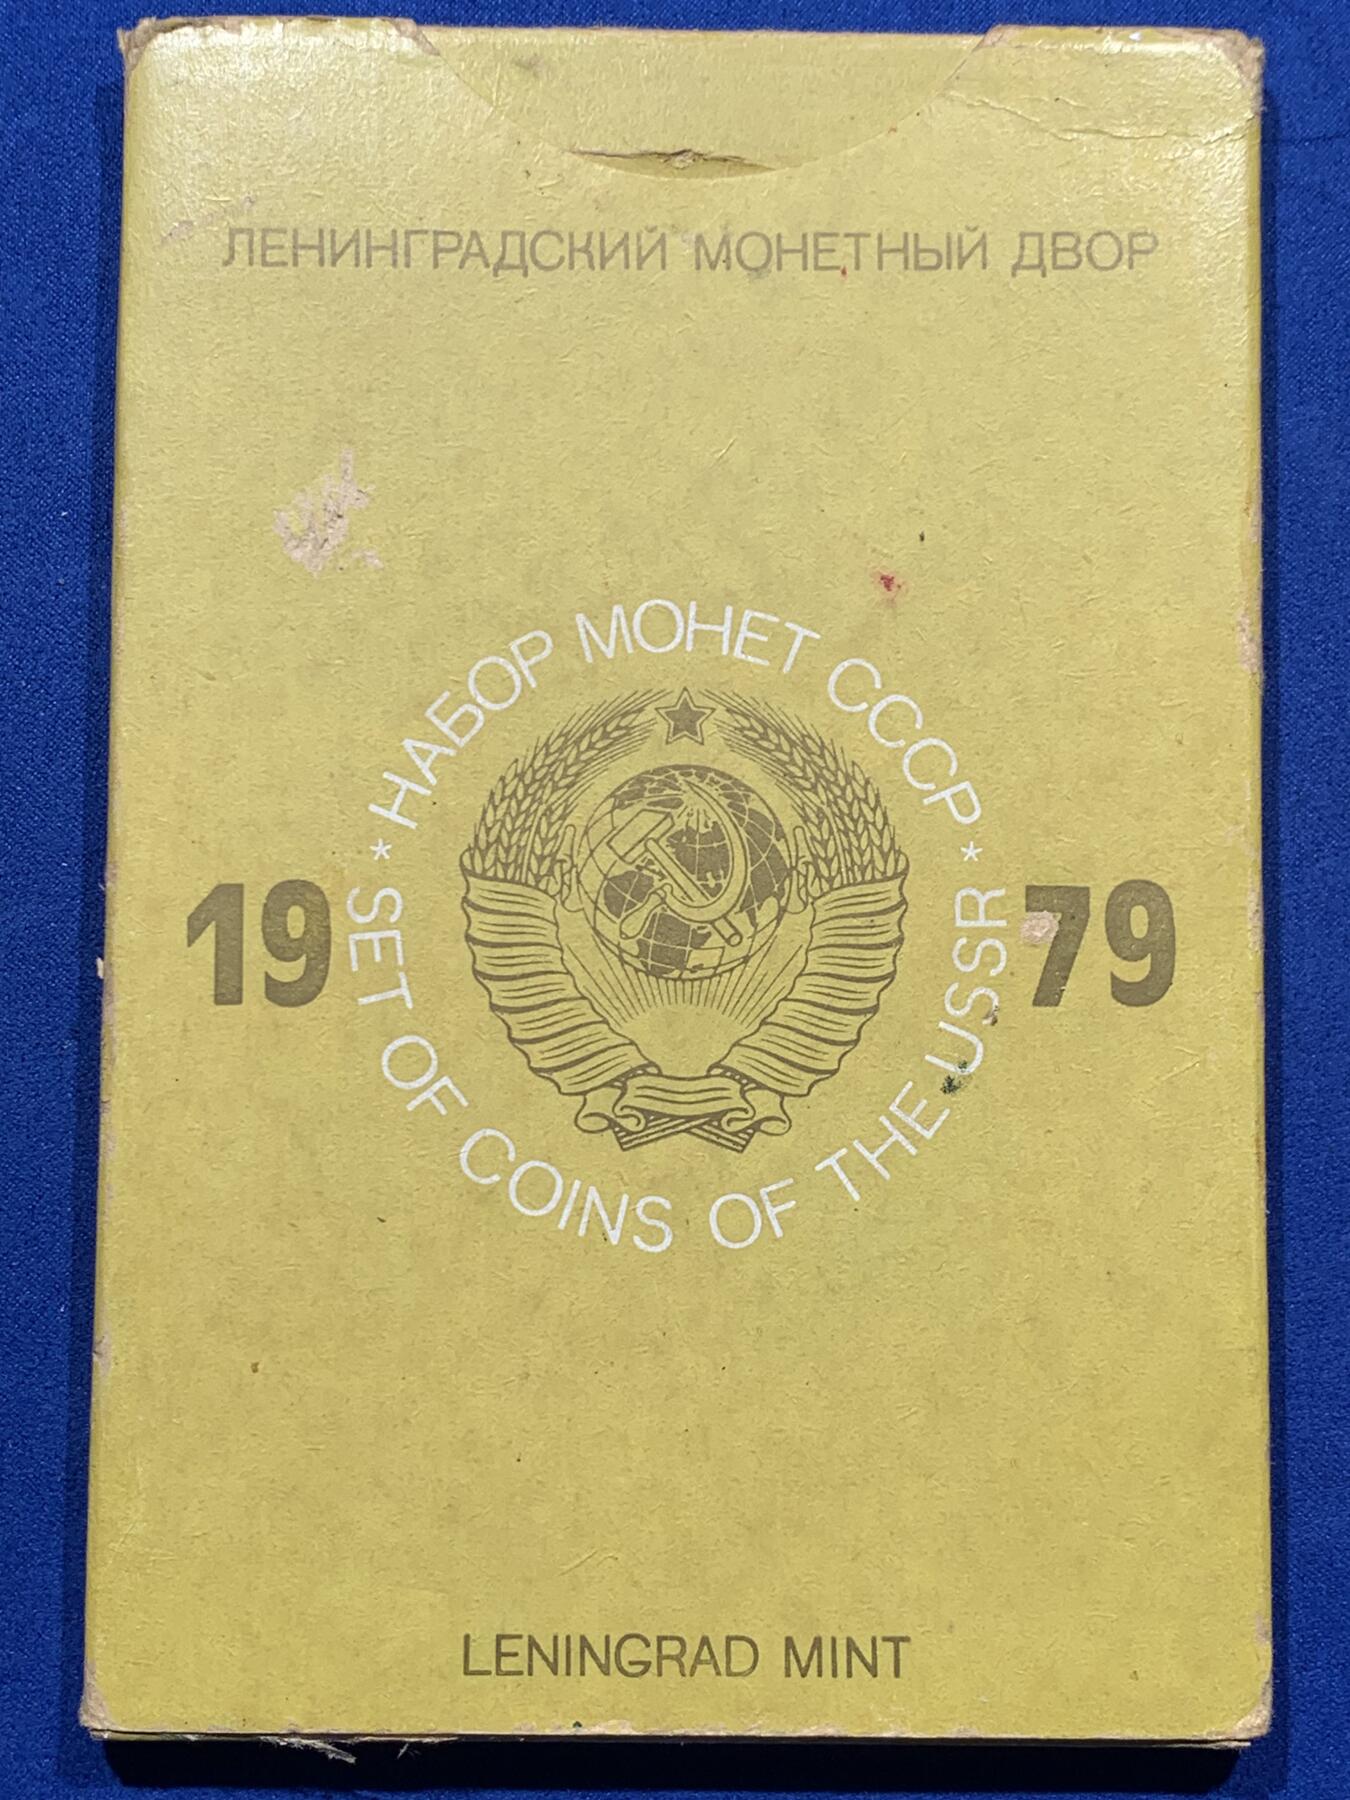 ЛЕНИНГРАДСКИЙ МОНЕТНЫЙ ДВОР
* НАБОР МОНЕТ СССР *
19 79
SET OF COINS OF THE USSR
LENINGRAD MINT